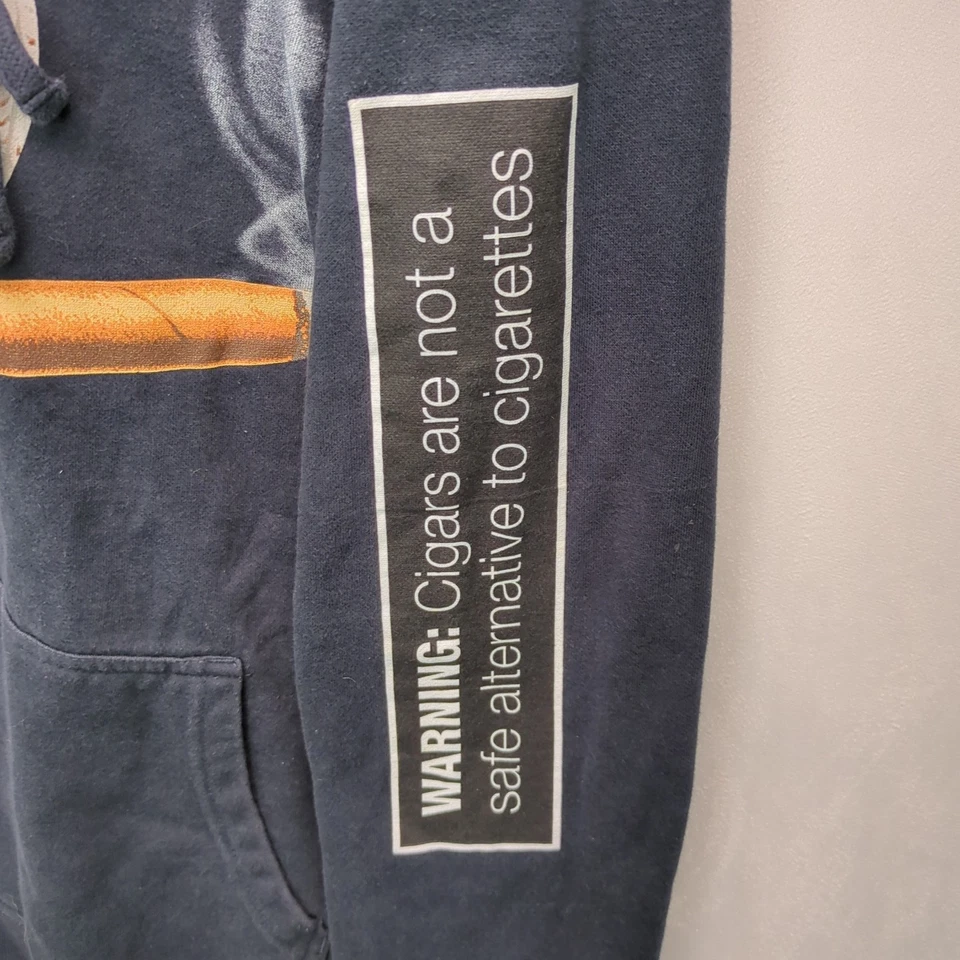 WARNING: Cigars are not a
safe alternative to cigarettes